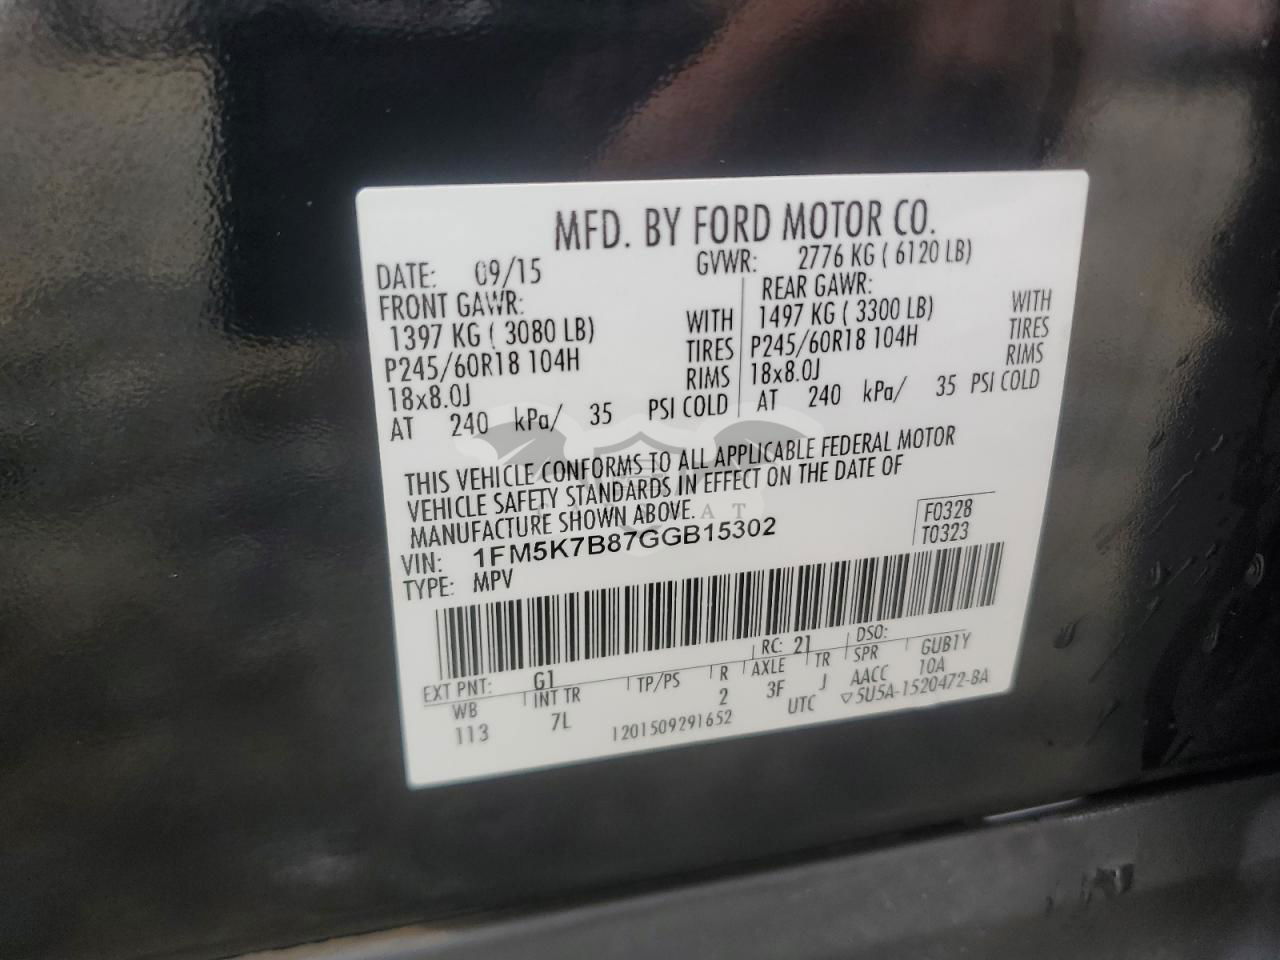 MFD. BY FORD MOTOR CO.
DATE: 09/15 GVWR: 2776 KG ( 6120 LB)
FRONT GAWR: REAR GAWR:
1397 KG ( 3080 LB) WITH 1497 KG ( 3300 LB) WITH
P245/60R18 104H TIRES P245/60R18 104H TIRES
18x8.0J RIMS 18x8.0J RIMS
AT 240 kPa/ 35 PSI COLD AT 240 kPa/ 35 PSI COLD
THIS VEHICLE CONFORMS TO ALL APPLICABLE FEDERAL MOTOR
VEHICLE SAFETY STANDARDS IN EFFECT ON THE DATE OF
MANUFACTURE SHOWN ABOVE.
VIN: 1FM5K7B87GGB15302 F0328
TYPE: MPV T0323
RC: 21 DSO:
EXT PNT: G1 GUB1Y
WB INT TR TP/PS R AXLE TR SPR 10A
113 7L 2 3F J AACC
1201509291652 UTC ▽5U5A-1520472-BA